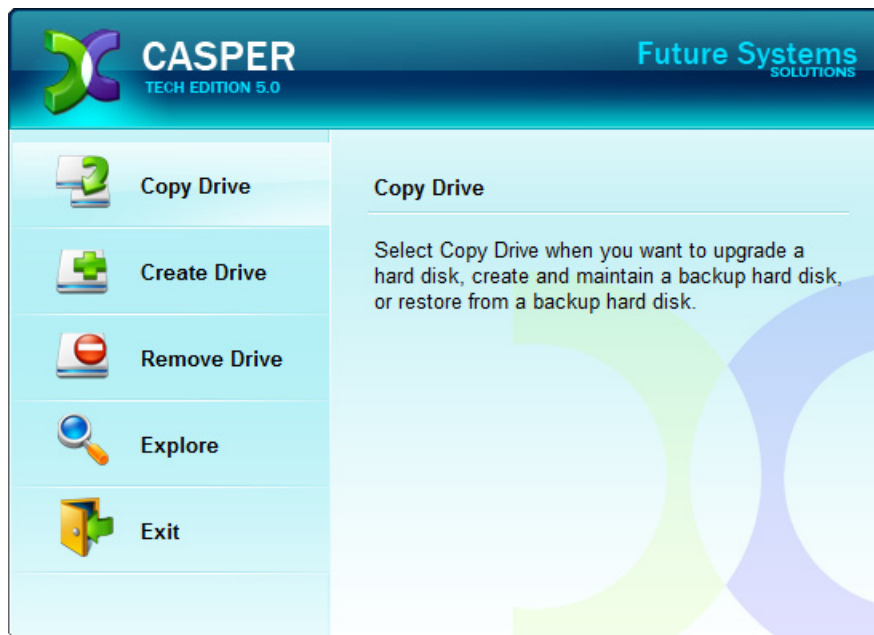 CASPER
TECH EDITION 5.0
Future Systems
SOLUTIONS
Copy Drive
Create Drive
Remove Drive
Explore
Exit
Copy Drive
Select Copy Drive when you want to upgrade a
hard disk, create and maintain a backup hard disk,
or restore from a backup hard disk.